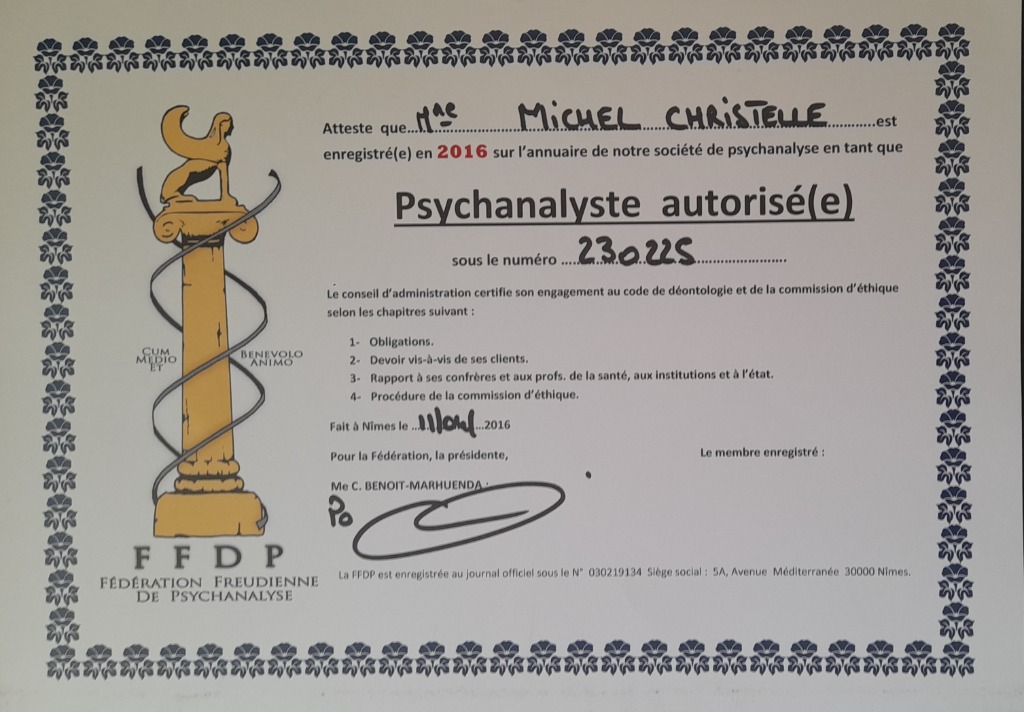 Atteste que...Mme...MICHEL...CHRISTELLE...est
enregistré(e) en 2016 sur l'annuaire de notre société de psychanalyse en tant que
Psychanalyste autorisé(e)
sous le numéro .....230225........................
Le conseil d'administration certifie son engagement au code de déontologie et de la commission d'éthique
selon les chapitres suivant :
1- Obligations.
2- Devoir vis-à-vis de ses clients.
3- Rapport à ses confrères et aux profs. de la santé, aux institutions et à l'état.
4- Procédure de la commission d'éthique.
Fait à Nîmes le ..11/04/...2016
Pour la Fédération, la présidente,
Le membre enregistré :
Me C. BENOIT-MARHUENDA :
Po
La FFDP est enregistrée au journal officiel sous le N° 030219134 Siège social : 5A, Avenue Méditerranée 30000 Nîmes.
CUM MEDIO ET
BENEVOLO ANIMO
FFDP
FÉDÉRATION FREUDIENNE
DE PSYCHANALYSE